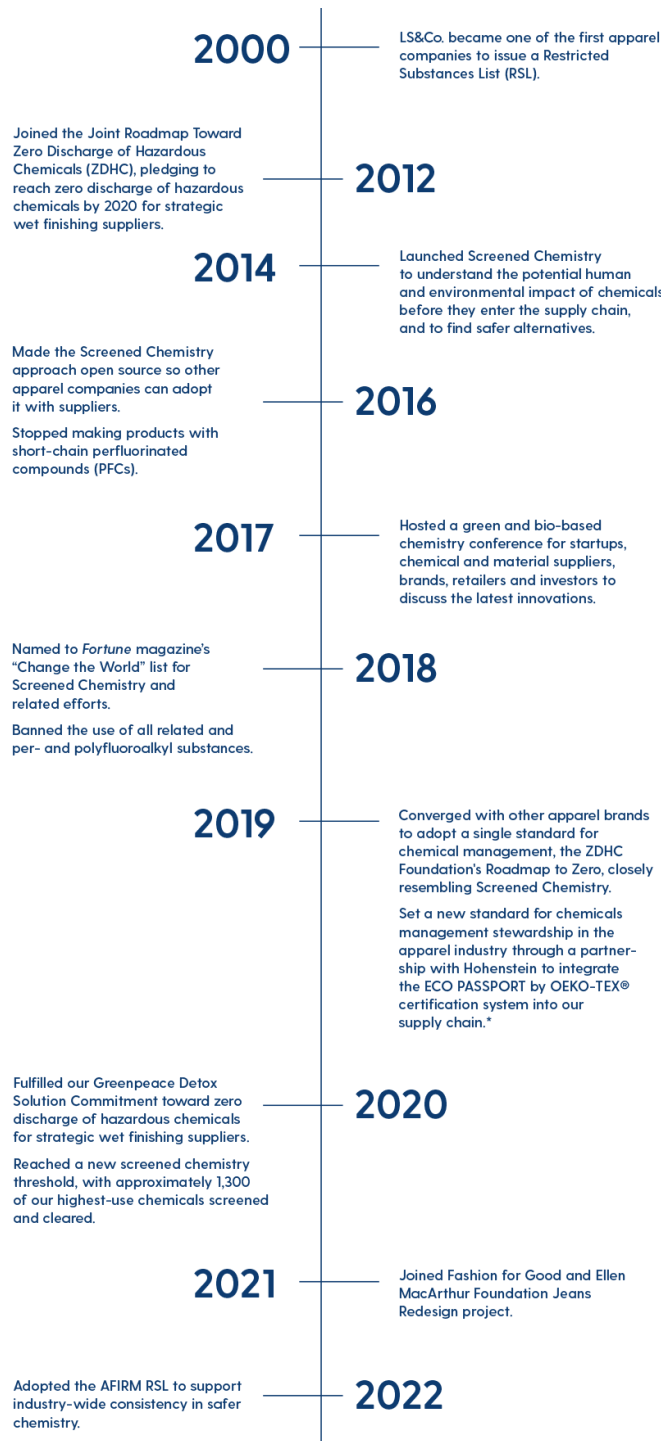 2000
LS&Co. became one of the first apparel
companies to issue a Restricted
Substances List (RSL).
Joined the Joint Roadmap Toward
Zero Discharge of Hazardous
Chemicals (ZDHC), pledging to
reach zero discharge of hazardous
chemicals by 2020 for strategic
wet finishing suppliers.
2012
2014
Launched Screened Chemistry
to understand the potential human
and environmental impact of chemicals
before they enter the supply chain,
and to find safer alternatives.
Made the Screened Chemistry
approach open source so other
apparel companies can adopt
it with suppliers.
Stopped making products with
short-chain perfluorinated
compounds (PFCs).
2016
2017
Hosted a green and bio-based
chemistry conference for startups,
chemical and material suppliers,
brands, retailers and investors to
discuss the latest innovations.
Named to Fortune magazine's
“Change the World” list for
Screened Chemistry and
related efforts.
Banned the use of all related and
per- and polyfluoroalkyl substances.
2018
2019
Converged with other apparel brands
to adopt a single standard for
chemical management, the ZDHC
Foundation's Roadmap to Zero, closely
resembling Screened Chemistry.
Set a new standard for chemicals
management stewardship in the
apparel industry through a partner-
ship with Hohenstein to integrate
the ECO PASSPORT by OEKO-TEX®
certification system into our
supply chain.*
Fulfilled our Greenpeace Detox
Solution Commitment toward zero
discharge of hazardous chemicals
for strategic wet finishing suppliers.
Reached a new screened chemistry
threshold, with approximately 1,300
of our highest-use chemicals screened
and cleared.
2020
2021
Joined Fashion for Good and Ellen
MacArthur Foundation Jeans
Redesign project.
Adopted the AFIRM RSL to support
industry-wide consistency in safer
chemistry.
2022